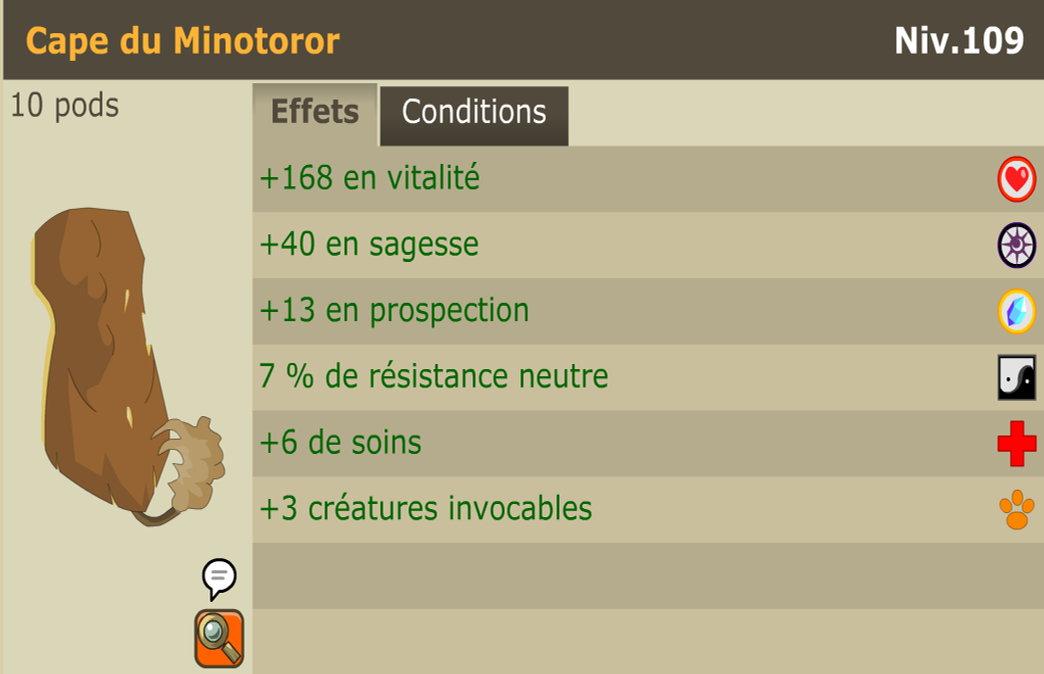 Cape du Minotoror
Niv.109
10 pods
Effets
Conditions
+168 en vitalité
+40 en sagesse
+13 en prospection
7 % de résistance neutre
+6 de soins
+3 créatures invocables